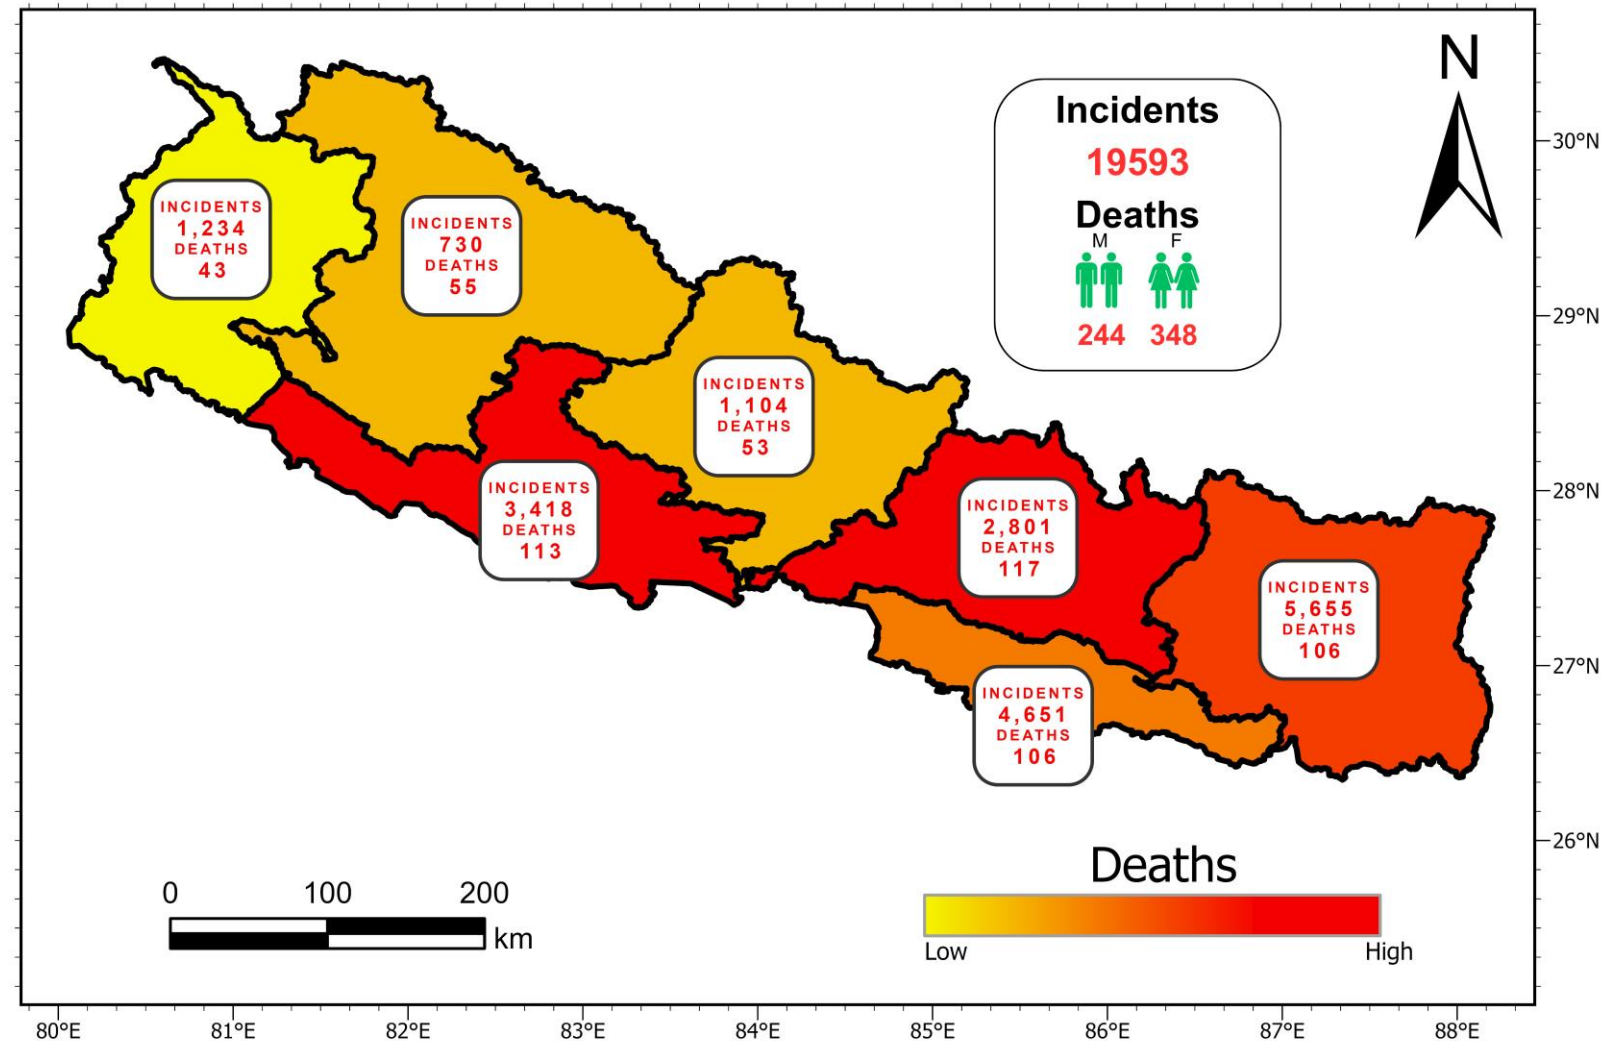 N
Incidents
19593
Deaths
M F
244 348
INCIDENTS
1,234
DEATHS
43
INCIDENTS
730
DEATHS
55
INCIDENTS
1,104
DEATHS
53
INCIDENTS
3,418
DEATHS
113
INCIDENTS
2,801
DEATHS
117
INCIDENTS
5,655
DEATHS
106
INCIDENTS
4,651
DEATHS
106
30°N
29°N
28°N
27°N
26°N
0 100 200
km
Deaths
Low High
80°E 81°E 82°E 83°E 84°E 85°E 86°E 87°E 88°E